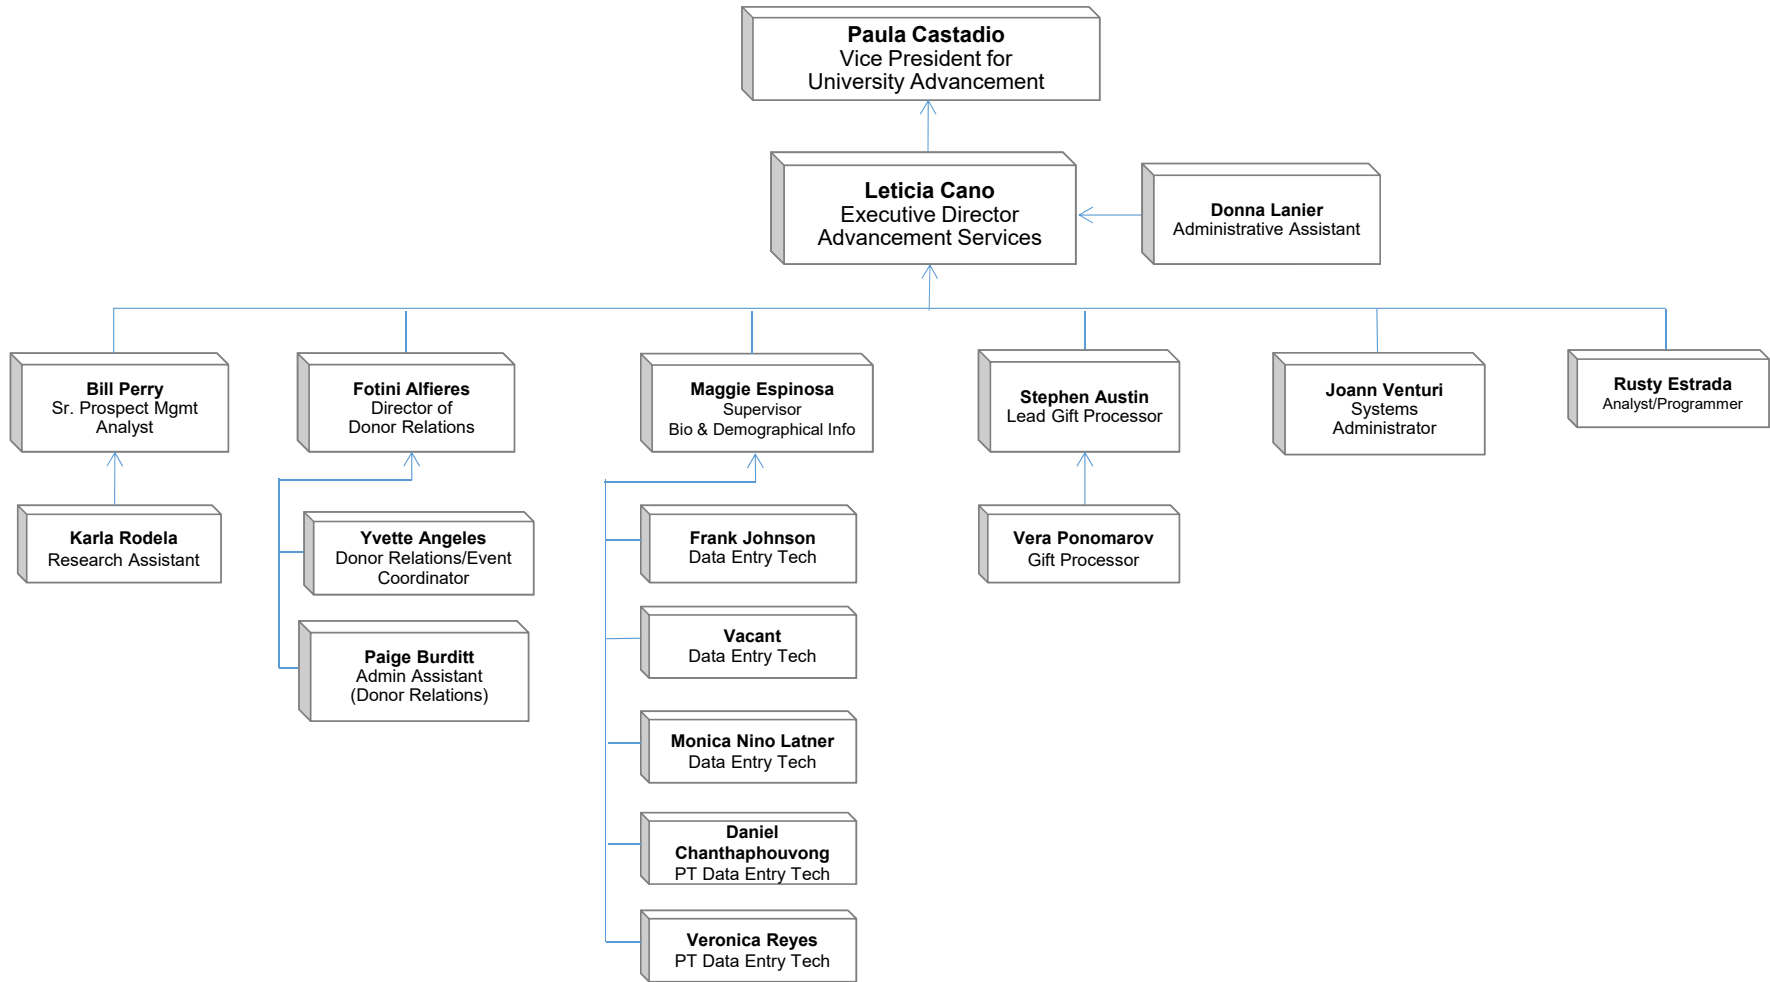 Paula Castadio
Vice President for
University Advancement
Leticia Cano
Executive Director
Advancement Services
Donna Lanier
Administrative Assistant
Bill Perry
Sr. Prospect Mgmt
Analyst
Fotini Alfieres
Director of
Donor Relations
Maggie Espinosa
Supervisor
Bio & Demographical Info
Stephen Austin
Lead Gift Processor
Joann Venturi
Systems
Administrator
Rusty Estrada
Analyst/Programmer
Karla Rodela
Research Assistant
Yvette Angeles
Donor Relations/Event
Coordinator
Paige Burditt
Admin Assistant
(Donor Relations)
Frank Johnson
Data Entry Tech
Vacant
Data Entry Tech
Monica Nino Latner
Data Entry Tech
Daniel
Chanthaphouvong
PT Data Entry Tech
Veronica Reyes
PT Data Entry Tech
Vera Ponomarov
Gift Processor